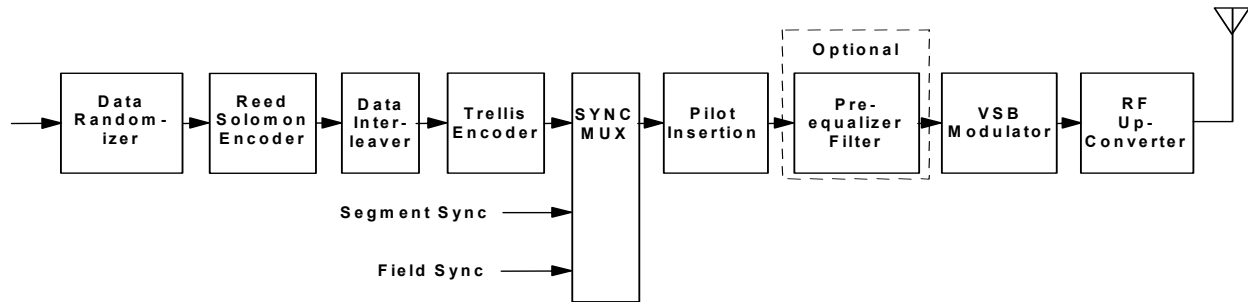 Optional
Data
Random-
izer
Reed
Solomon
Encoder
Data
Inter-
leaver
Trellis
Encoder
SYNC
MUX
Pilot
Insertion
Pre-
equalizer
Filter
VSB
Modulator
RF
Up-
Converter
Segment Sync
Field Sync